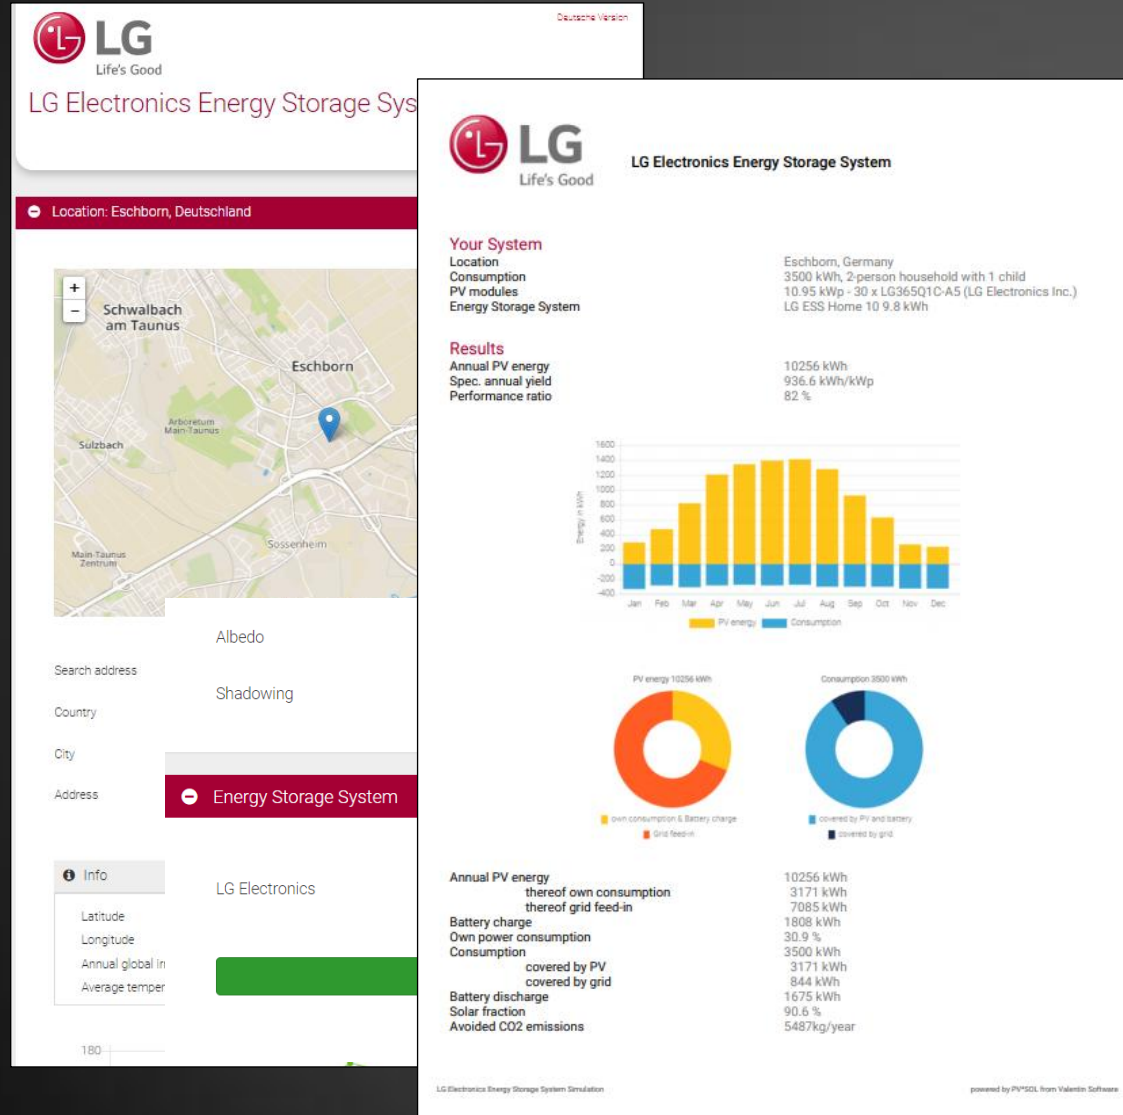 LG
Life's Good
Deutsche Version
LG Electronics Energy Storage Sys
Location: Eschborn, Deutschland
+
−
Schwalbach
am Taunus
Eschborn
Arboretum
Main-Taunus
Sulzbach
Sossenheim
Main-Taunus
Zentrum
Search address
Country
City
Address
Info
Latitude
Longitude
Annual global ir
Average temper
180
Albedo
Shadowing
Energy Storage System
LG Electronics
LG
Life's Good
LG Electronics Energy Storage System
Your System
Location Eschborn, Germany
Consumption 3500 kWh, 2-person household with 1 child
PV modules 10.95 kWp - 30 x LG365Q1C-A5 (LG Electronics Inc.)
Energy Storage System LG ESS Home 10 9.8 kWh
Results
Annual PV energy 10256 kWh
Spec. annual yield 936.6 kWh/kWp
Performance ratio 82 %
Energy in kWh
1600
1400
1200
1000
800
600
400
200
0
-200
-400
Jan Feb Mar Apr May Jun Jul Aug Sep Oct Nov Dec
PV energy Consumption
PV energy 10256 kWh
own consumption & Battery charge
Grid feed-in
Consumption 3500 kWh
covered by PV and battery
covered by grid
Annual PV energy 10256 kWh
thereof own consumption 3171 kWh
thereof grid feed-in 7085 kWh
Battery charge 1808 kWh
Own power consumption 30.9 %
Consumption 3500 kWh
covered by PV 3171 kWh
covered by grid 844 kWh
Battery discharge 1675 kWh
Solar fraction 90.6 %
Avoided CO2 emissions 5487kg/year
LG Electronics Energy Storage System Simulation
powered by PV*SOL from Valentin Software